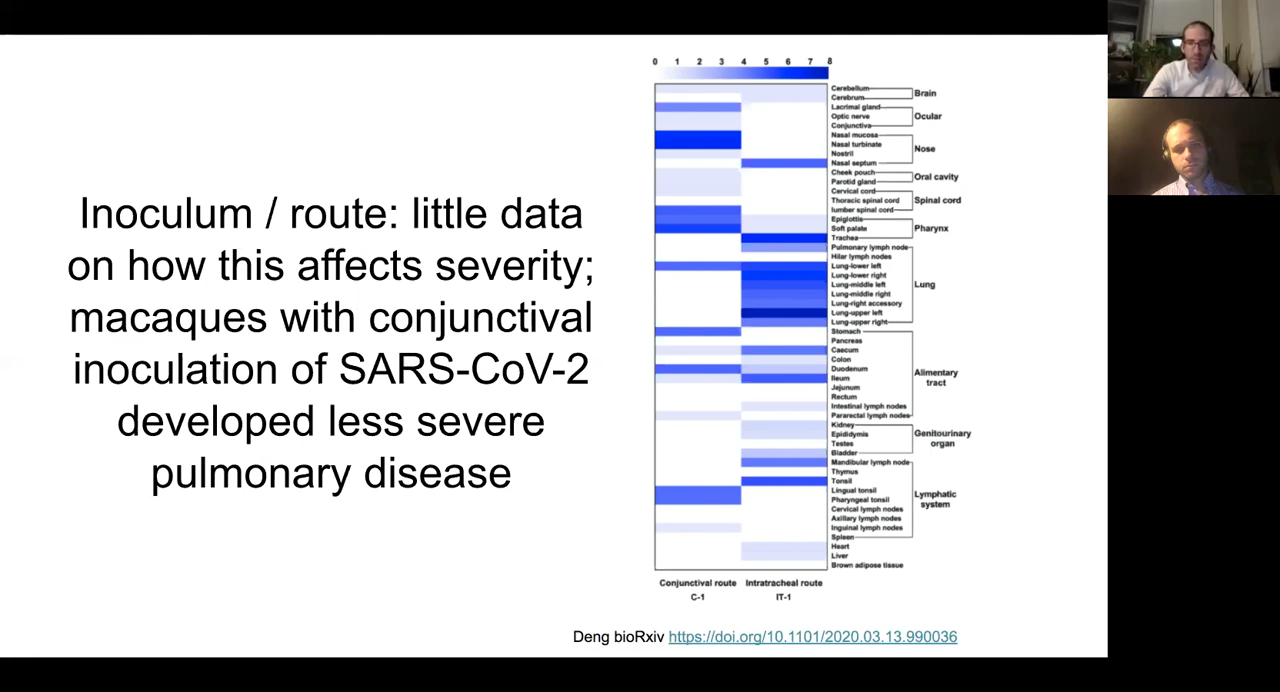 Inoculum / route: little data
on how this affects severity;
macaques with conjunctival
inoculation of SARS-CoV-2
developed less severe
pulmonary disease
0 1 2 3 4 5 6 7 8
Cerebellum
Cerebrum
Brain
Lacrimal gland
Optic nerve
Conjunctiva
Ocular
Nasal mucosa
Nasal turbinate
Nostril
Nasal septum
Nose
Cheek pouch
Parotid gland
Oral cavity
Cervical cord
Thoracic spinal cord
lumber spinal cord
Spinal cord
Epiglottis
Soft palate
Trachea
Pharynx
Pulmonary lymph node
Hilar lymph nodes
Lung-lower left
Lung-lower right
Lung-middle left
Lung-middle right
Lung-right accessory
Lung-upper left
Lung-upper right
Lung
Stomach
Pancreas
Caecum
Colon
Duodenum
Ileum
Jejunum
Rectum
Intestinal lymph nodes
Pararectal lymph nodes
Alimentary
tract
Kidney
Epididymis
Testes
Bladder
Genitourinary
organ
Mandibular lymph node
Thymus
Tonsil
Lingual tonsil
Pharyngeal tonsil
Cervical lymph nodes
Axillary lymph nodes
Inguinal lymph nodes
Spleen
Lymphatic
system
Heart
Liver
Brown adipose tissue
Conjunctival route Intratracheal route
C-1 IT-1
Deng bioRxiv https://doi.org/10.1101/2020.03.13.990036